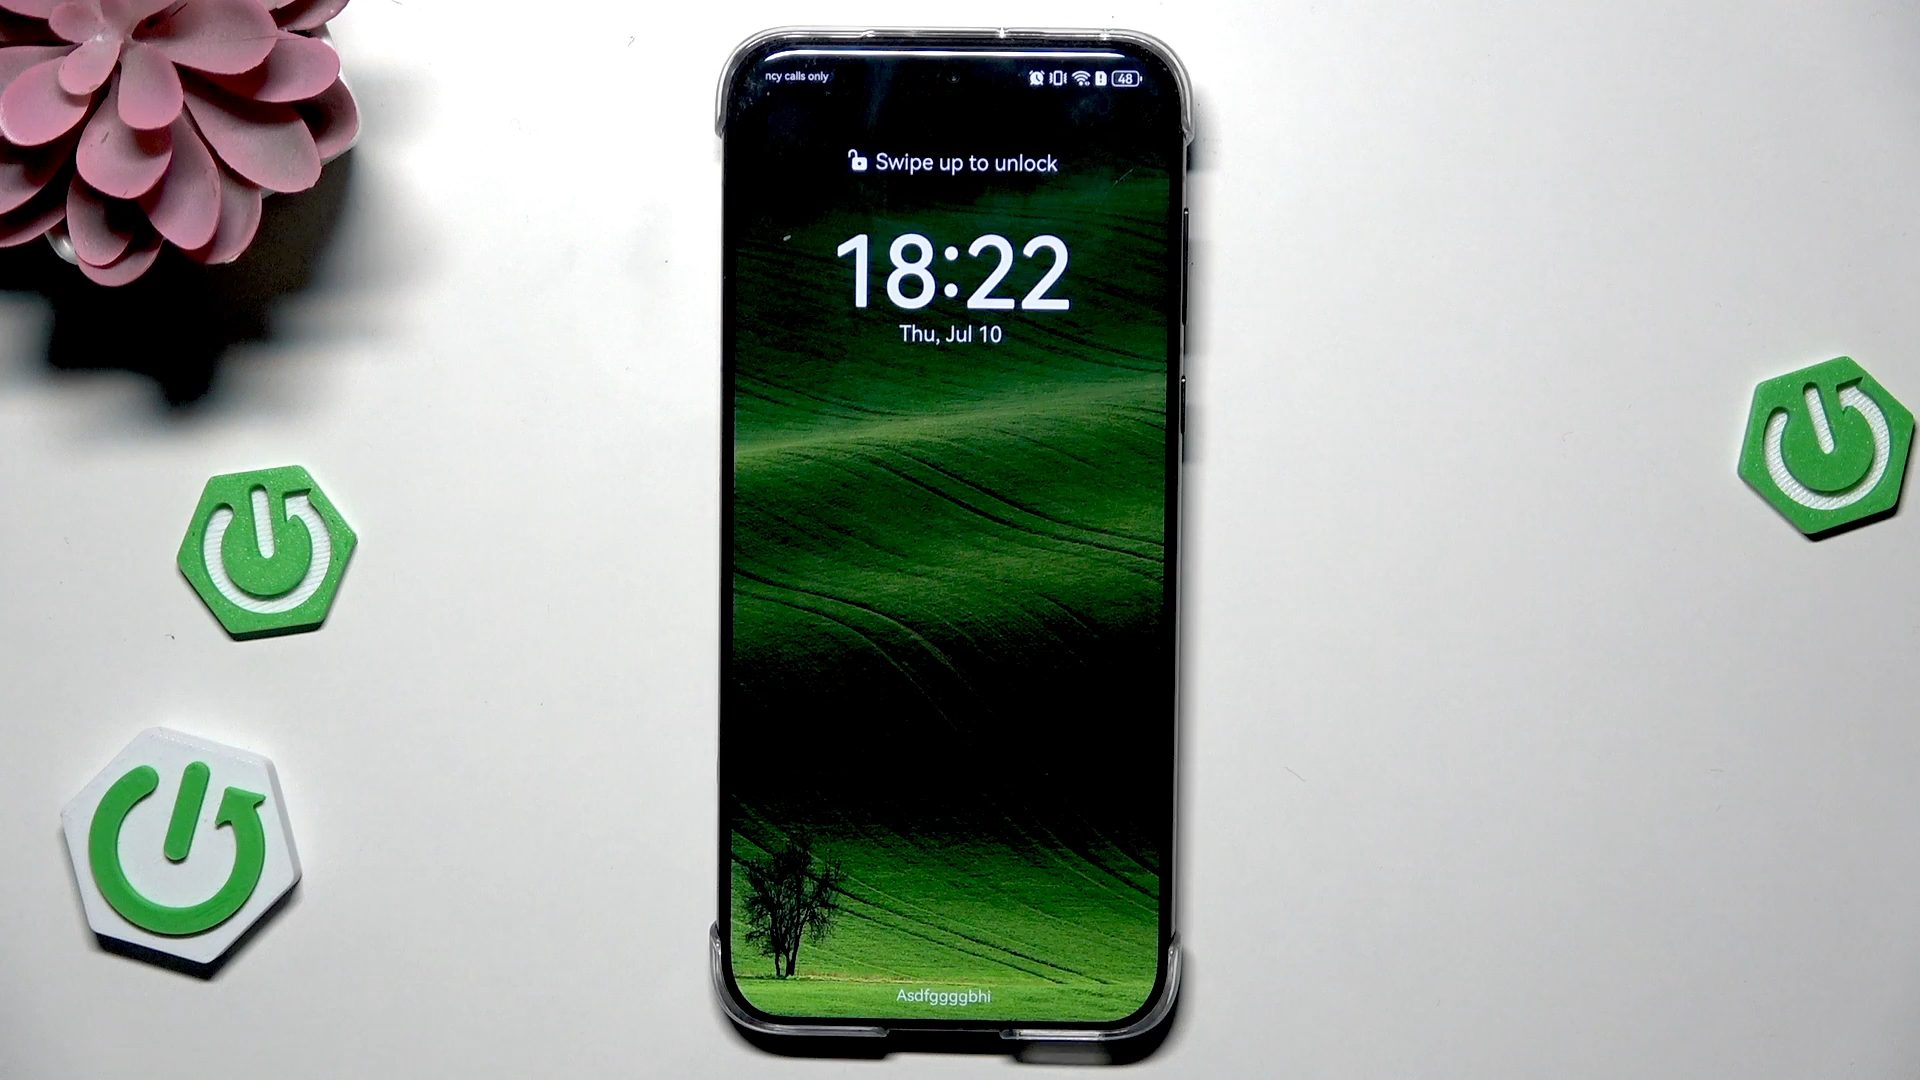 ncy calls only
48
Swipe up to unlock
18:22
Thu, Jul 10
Asdfggggbhi